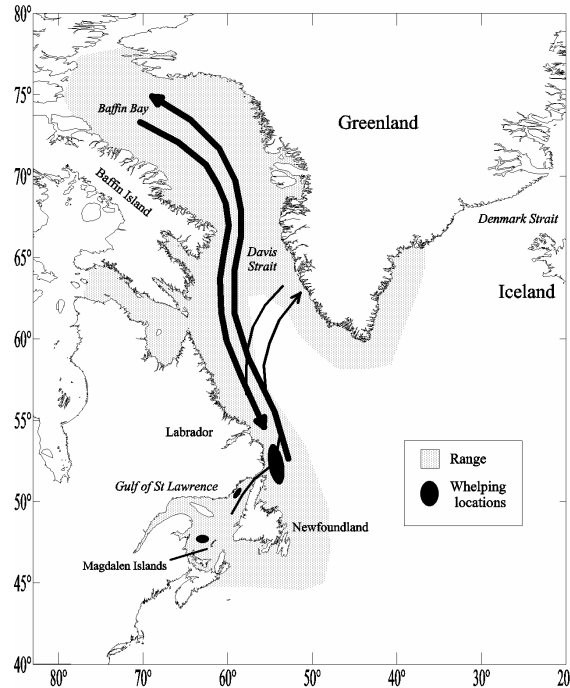 80°
75°
70°
65°
60°
55°
50°
45°
40°
Baffin Bay
Greenland
Baffin Island
Denmark Strait
Davis
Strait
Iceland
Labrador
Range
Whelping
locations
Gulf of St Lawrence
Newfoundland
Magdalen Islands
80°
70°
60°
50°
40°
30°
20